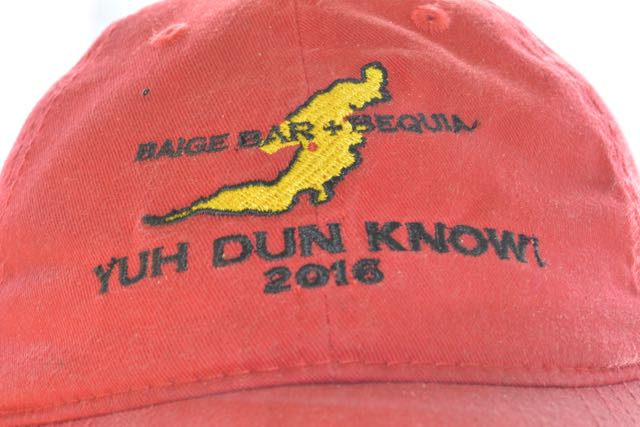 BAIGE BAR + BEQUIA
YUH DUN KNOW!
2016